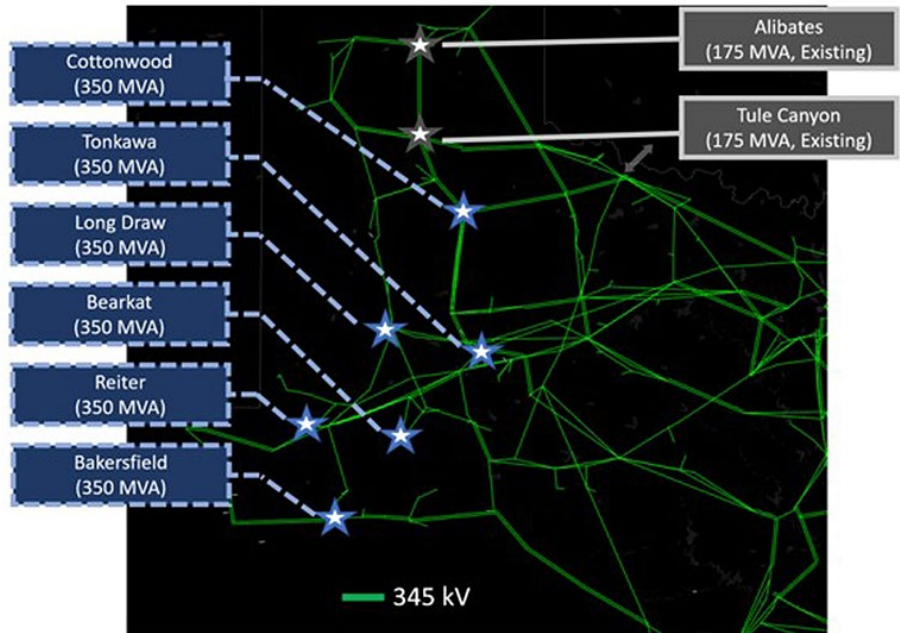 Cottonwood
(350 MVA)
Tonkawa
(350 MVA)
Long Draw
(350 MVA)
Bearkat
(350 MVA)
Reiter
(350 MVA)
Bakersfield
(350 MVA)
Alibates
(175 MVA, Existing)
Tule Canyon
(175 MVA, Existing)
345 kV